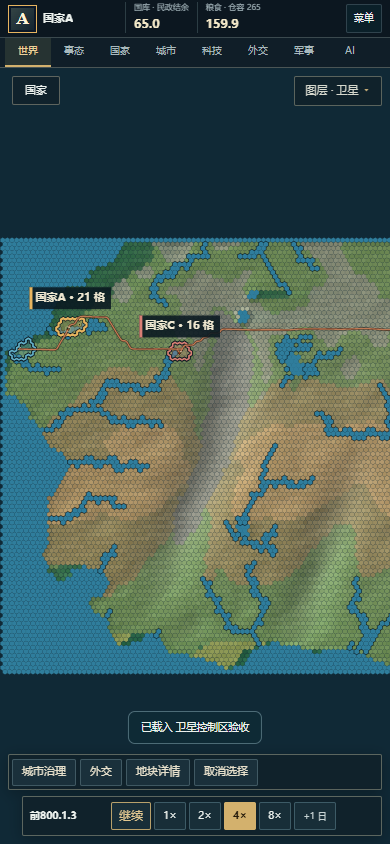 A 国家A 国库 · 民政结余 65.0 粮食 · 仓容 265 159.9 菜单
世界 事态 国家 城市 科技 外交 军事 AI
国家 图层 · 卫星
国家A • 21 格
国家C • 16 格
已载入 卫星控制区验收
城市治理 外交 地块详情 取消选择
前800.1.3 继续 1× 2× 4× 8× +1 日